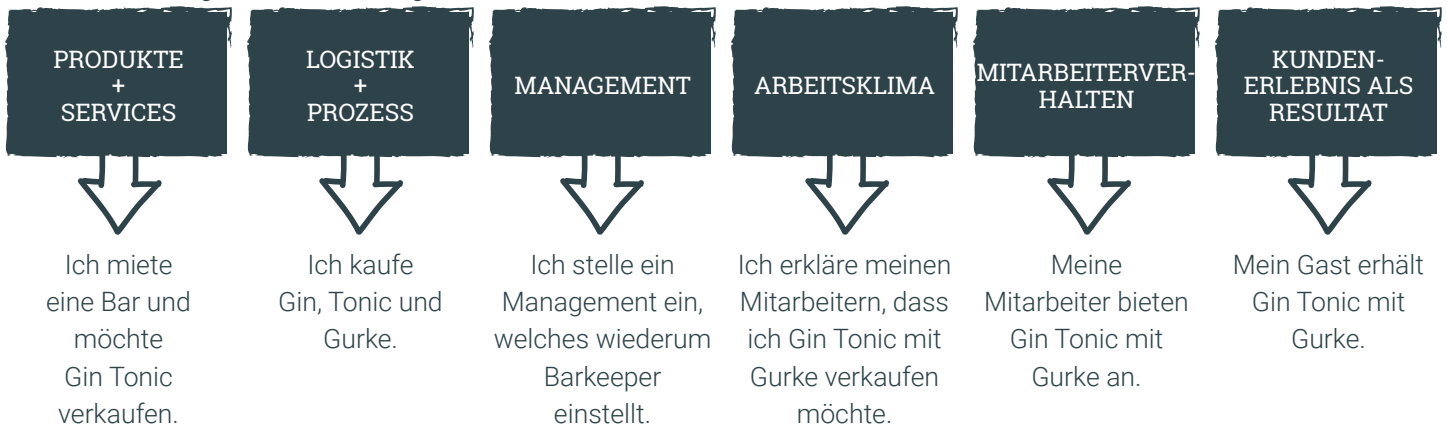 PRODUKTE
+
SERVICES
Ich miete
eine Bar und
möchte
Gin Tonic
verkaufen.
LOGISTIK
+
PROZESS
Ich kaufe
Gin, Tonic und
Gurke.
MANAGEMENT
Ich stelle ein
Management ein,
welches wiederum
Barkeeper
einstellt.
ARBEITSKLIMA
Ich erkläre meinen
Mitarbeitern, dass
ich Gin Tonic mit
Gurke verkaufen
möchte.
MITARBEITERVER-
HALTEN
Meine
Mitarbeiter bieten
Gin Tonic mit
Gurke an.
KUNDEN-
ERLEBNIS ALS
RESULTAT
Mein Gast erhält
Gin Tonic mit
Gurke.